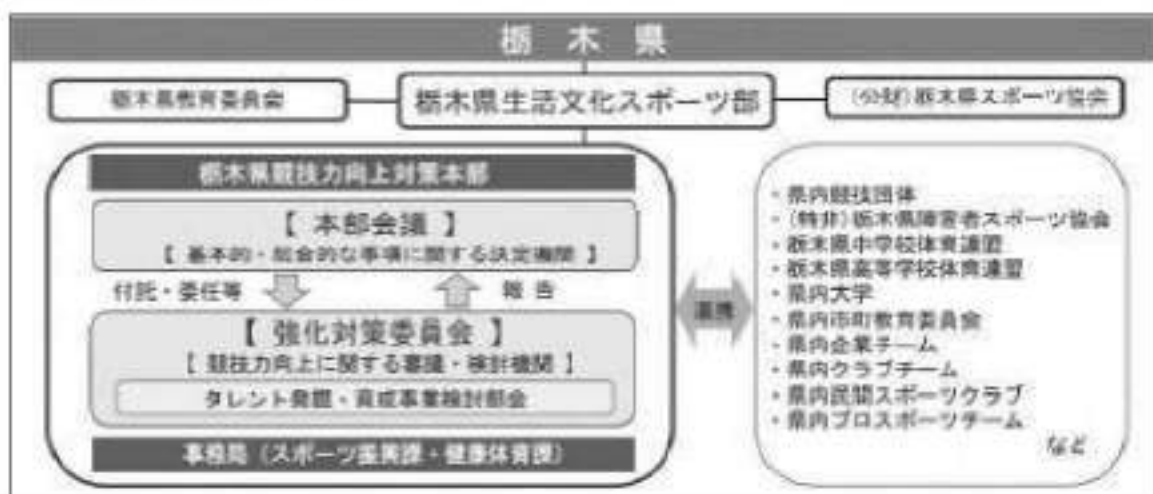 栃木県
栃木県教育委員会
栃木県生活文化スポーツ部
(公財)栃木県スポーツ協会
栃木県競技力向上対策本部
【 本部会議 】
【 基本的・総合的な事項に関する決定機関 】
付託・委任等
報告
【 強化対策委員会 】
【 競技力向上に関する審議・検討機関 】
タレント発掘・育成事業検討部会
事務局(スポーツ振興課・健康体育課)
連携
・県内競技団体
・(特非)栃木県障害者スポーツ協会
・栃木県中学校体育連盟
・栃木県高等学校体育連盟
・県内大学
・県内市町教育委員会
・県内企業チーム
・県内クラブチーム
・県内民間スポーツクラブ
・県内プロスポーツチーム
など